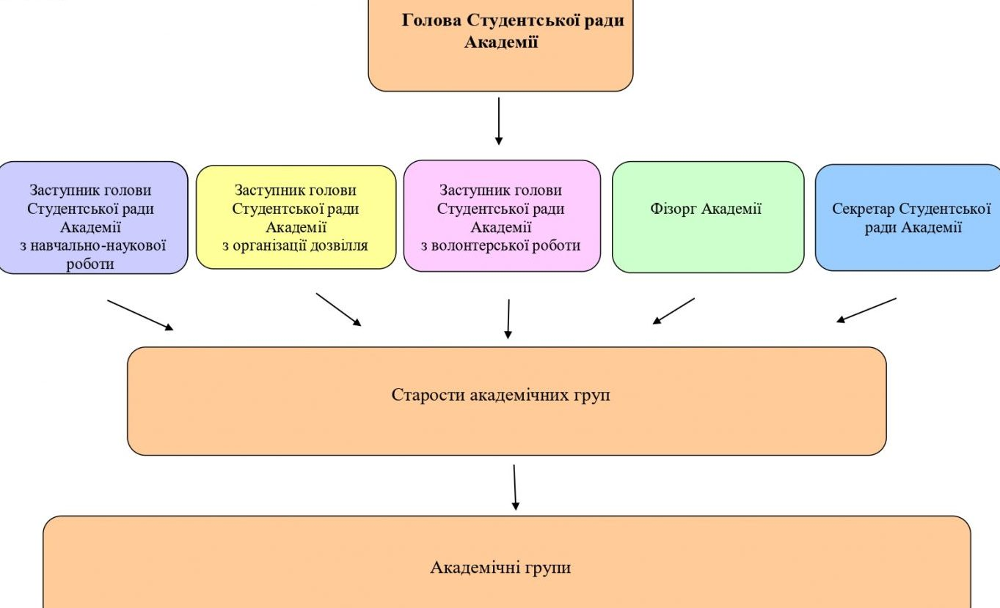 Голова Студентської ради
Академії
Заступник голови
Студентської ради
Академії
з навчально-наукової
роботи
Заступник голови
Студентської ради
Академії
з організації дозвілля
Заступник голови
Студентської ради
Академії
з волонтерської роботи
Фізорг Академії
Секретар Студентської
ради Академії
Старости академічних груп
Академічні групи